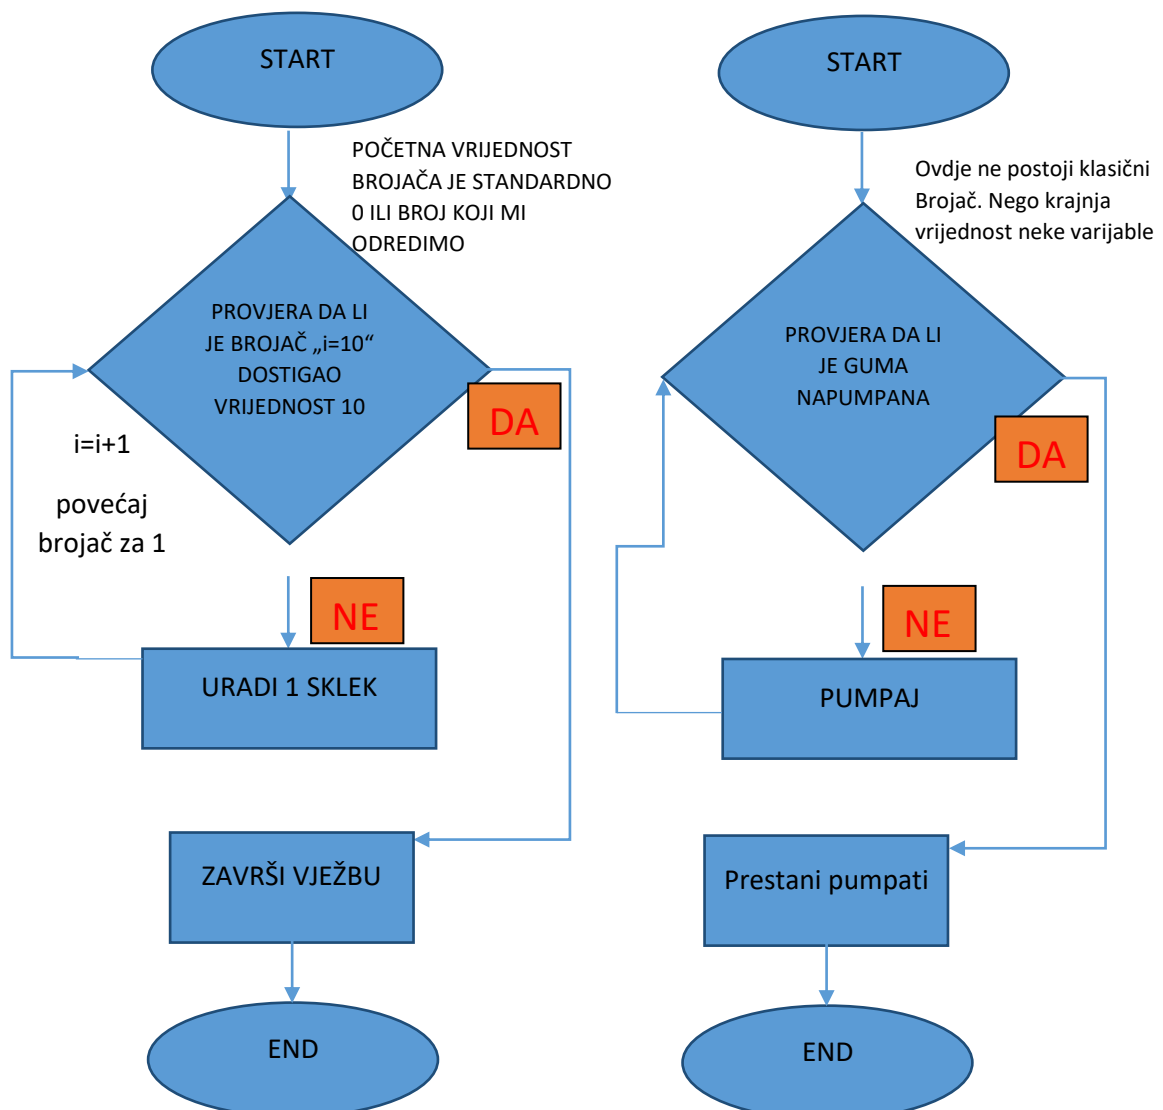 START
POČETNA VRIJEDNOST
BROJAČA JE STANDARDNO
0 ILI BROJ KOJI MI
ODREDIMO
PROVJERA DA LI
JE BROJAČ „i=10“
DOSTIGAO
VRIJEDNOST 10
DA
i=i+1
povećaj
brojač za 1
NE
URADI 1 SKLEK
ZAVRŠI VJEŽBU
END
START
Ovdje ne postoji klasični
Brojač. Nego krajnja
vrijednost neke varijable
PROVJERA DA LI
JE GUMA
NAPUMPANA
DA
NE
PUMPAJ
Prestani pumpati
END